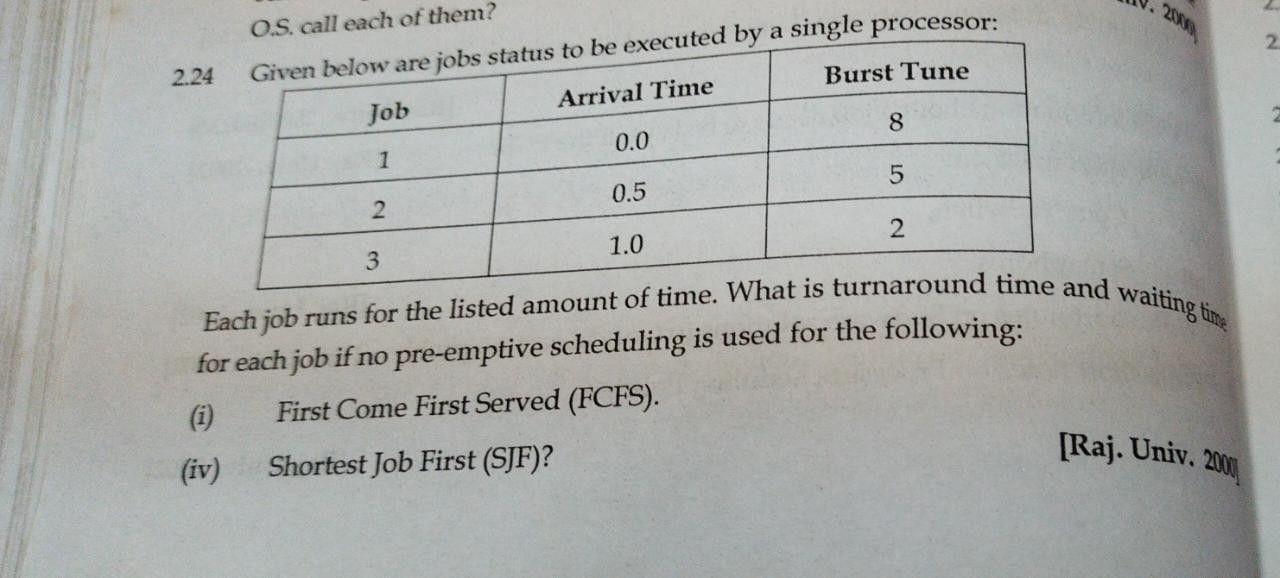 O.S. call each of them?
2.24 Given below are jobs status to be executed by a single processor:
Job Arrival Time Burst Tune
1 0.0 8
2 0.5 5
3 1.0 2
Each job runs for the listed amount of time. What is turnaround time and waiting time
for each job if no pre-emptive scheduling is used for the following:
(i) First Come First Served (FCFS).
(iv) Shortest Job First (SJF)?
[Raj. Univ. 2000]